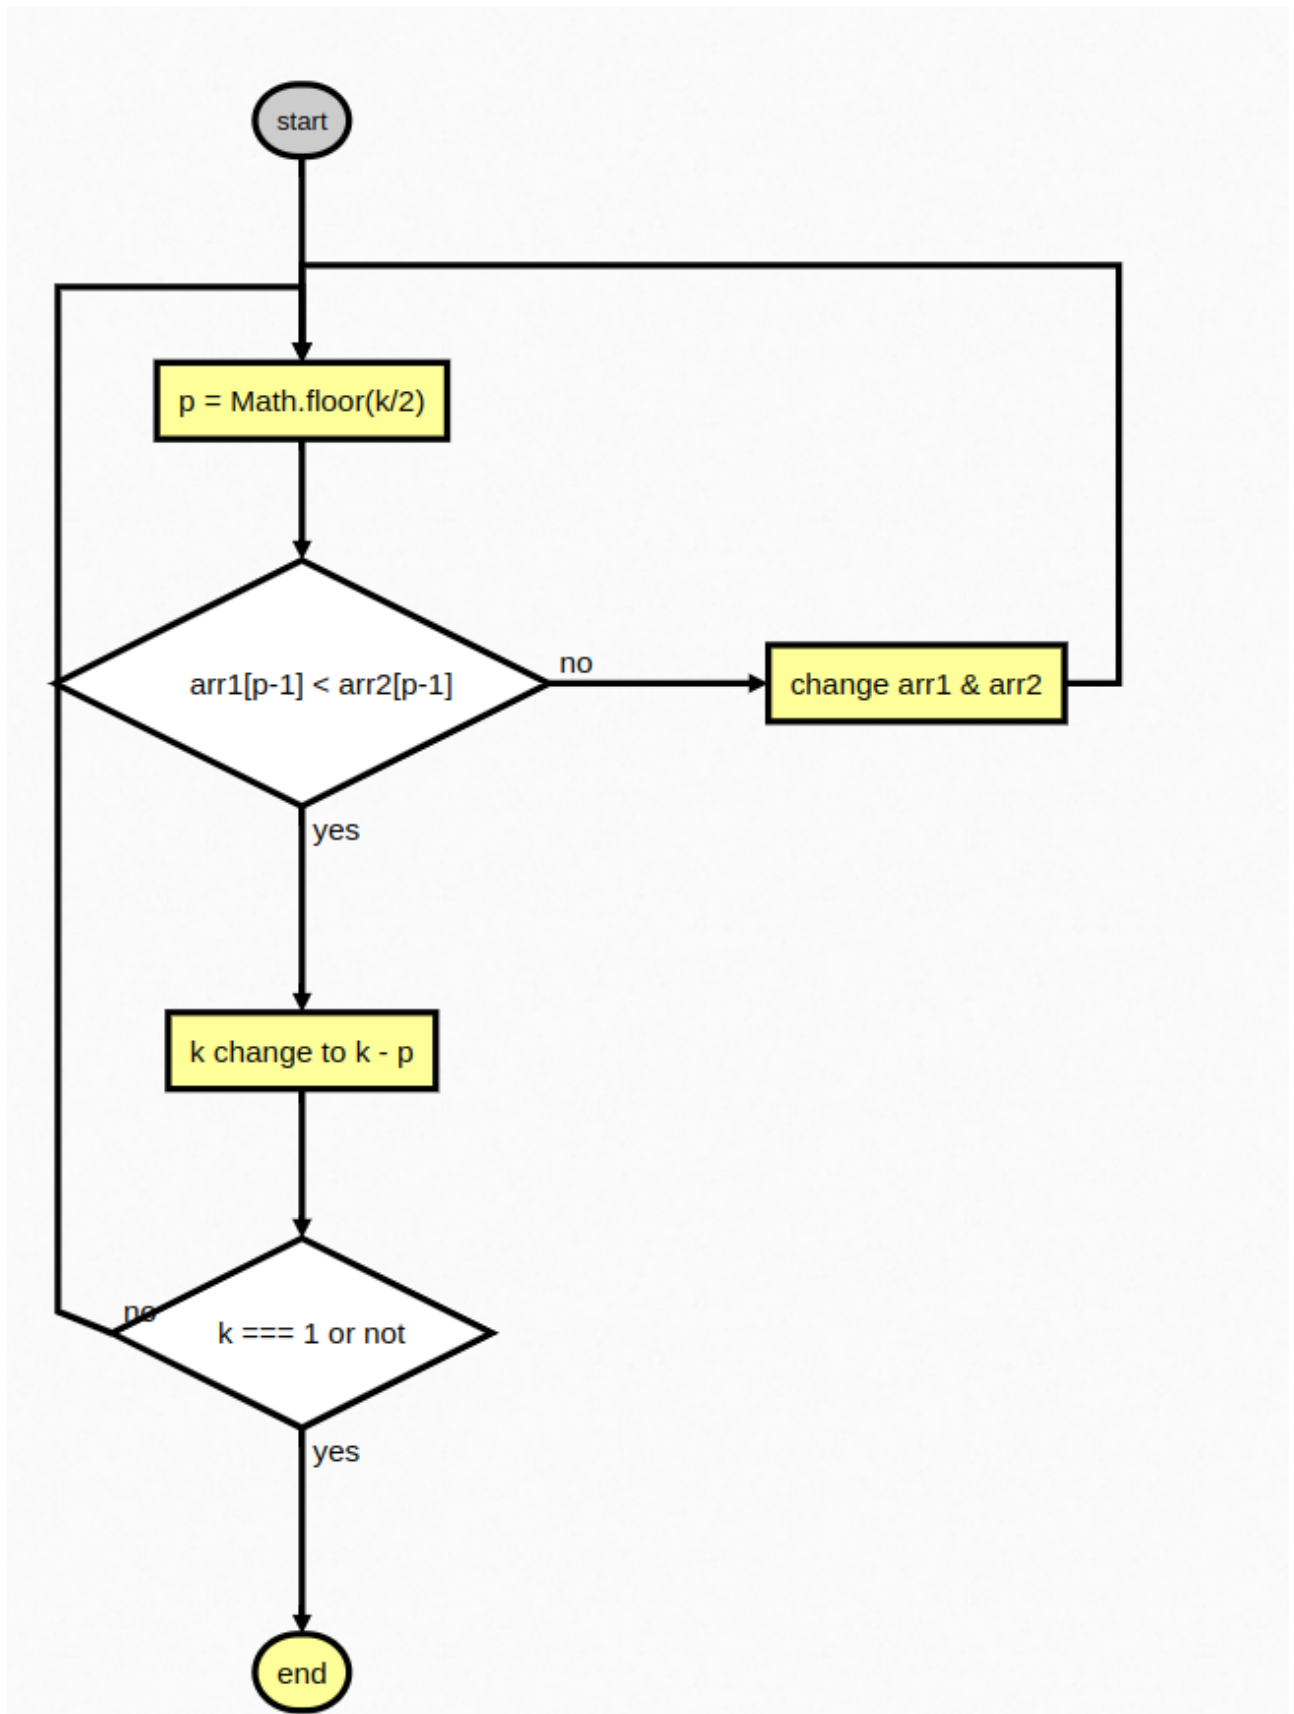 start
p = Math.floor(k/2)
arr1[p-1] < arr2[p-1]
no
change arr1 & arr2
yes
k change to k - p
no
k === 1 or not
yes
end